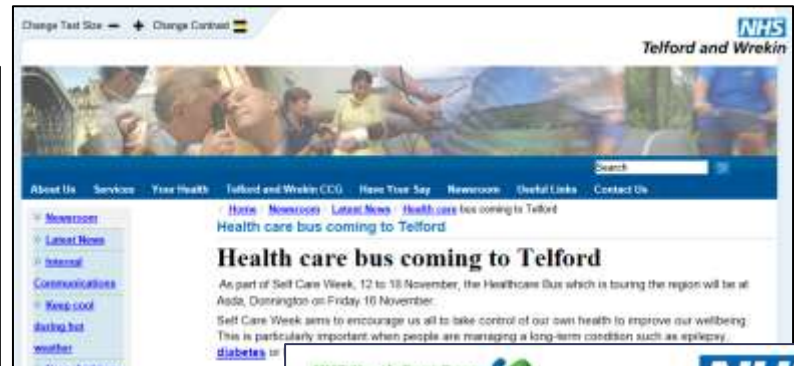 Change Text Size Change Contrast
NHS
Telford and Wrekin
Search
About Us Services Your Health Telford and Wrekin CCG Have Your Say Newsroom Useful Links Contact Us
Home Newsroom Latest News Health care bus coming to Telford
Health care bus coming to Telford
Newsroom
Latest News
Internal
Communications
Keep cool
during hot
weather
Health care bus coming to Telford
As part of Self Care Week, 12 to 18 November, the Healthcare Bus which is touring the region will be at
Asda, Donnington on Friday 16 November.
Self Care Week aims to encourage us all to take control of our own health to improve our wellbeing.
This is particularly important when people are managing a long-term condition such as epilepsy,
diabetes or